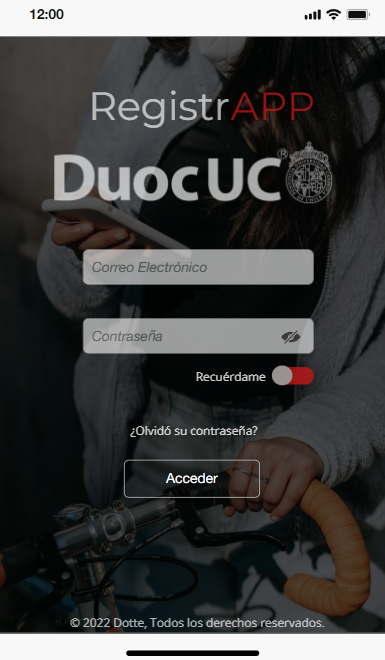 12:00
RegistrAPP
DuocUC®
Correo Electrónico
Contraseña
Recuérdame
¿Olvidó su contraseña?
Acceder
© 2022 Dotte, Todos los derechos reservados.